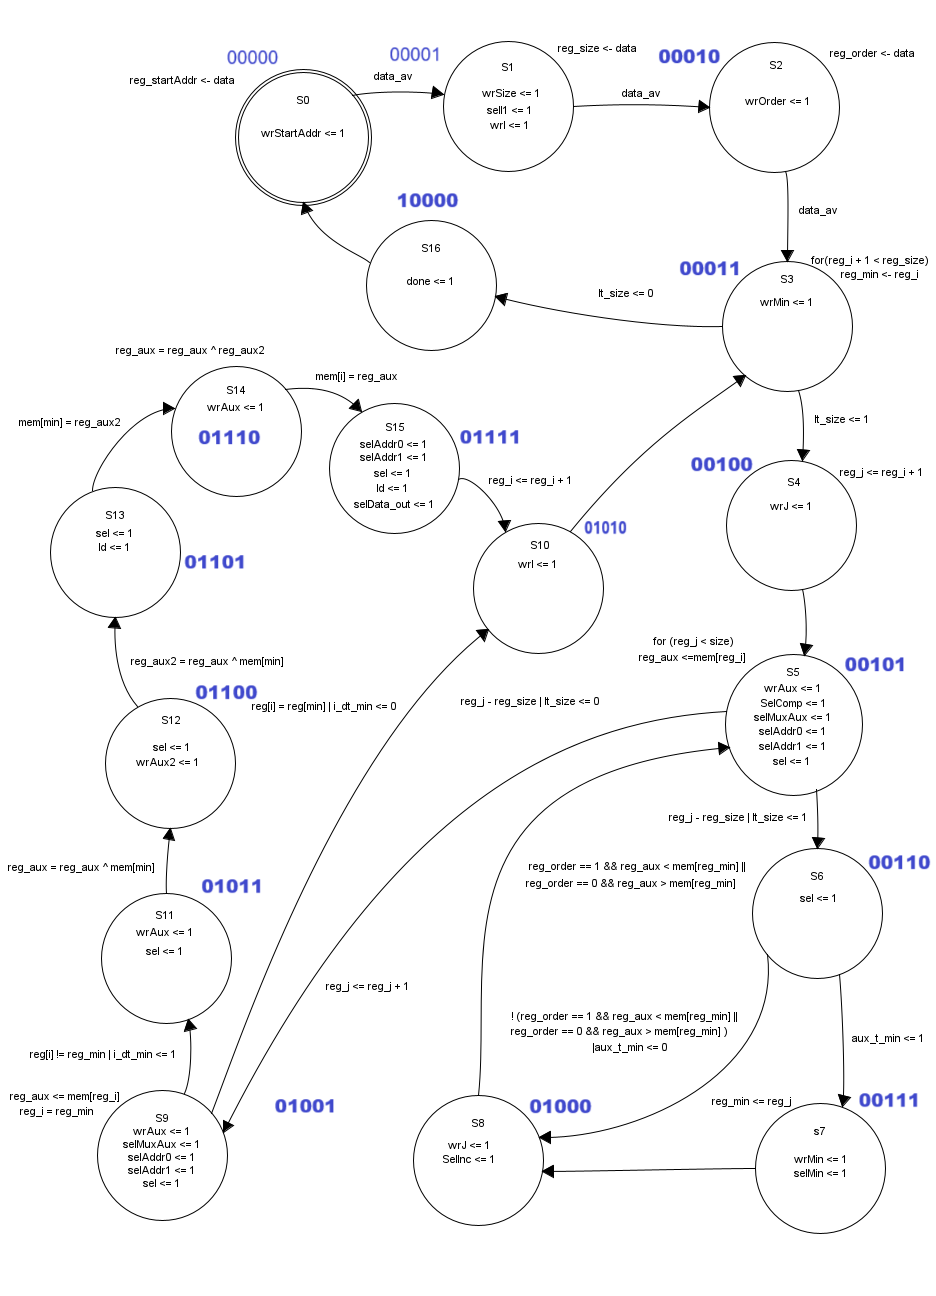 00000
reg_startAddr <- data
S0
wrStartAddr <= 1
data_av
00001
reg_size <- data
S1
wrSize <= 1
selI1 <= 1
wrI <= 1
data_av
00010
reg_order <- data
S2
wrOrder <= 1
data_av
10000
S16
done <= 1
lt_size <= 0
00011
for(reg_i + 1 < reg_size)
reg_min <- reg_i
S3
wrMin <= 1
lt_size <= 1
reg_aux = reg_aux ^ reg_aux2
S14
wrAux <= 1
01110
mem[i] = reg_aux
mem[min] = reg_aux2
S15
selAddr0 <= 1
selAddr1 <= 1
sel <= 1
ld <= 1
selData_out <= 1
01111
reg_i <= reg_i + 1
00100
reg_j <= reg_i + 1
S4
wrJ <= 1
S13
sel <= 1
ld <= 1
01101
S10
wrI <= 1
01010
for (reg_j < size)
reg_aux <=mem[reg_i]
00101
S5
wrAux <= 1
SelComp <= 1
selMuxAux <= 1
selAddr0 <= 1
selAddr1 <= 1
sel <= 1
reg_aux2 = reg_aux ^ mem[min]
01100
S12
sel <= 1
wrAux2 <= 1
reg[i] = reg[min] | i_dt_min <= 0
reg_j - reg_size | lt_size <= 0
reg_j - reg_size | lt_size <= 1
reg_aux = reg_aux ^ mem[min]
01011
S11
wrAux <= 1
sel <= 1
reg_order == 1 && reg_aux < mem[reg_min] ||
reg_order == 0 && reg_aux > mem[reg_min]
00110
S6
sel <= 1
reg_j <= reg_j + 1
! (reg_order == 1 && reg_aux < mem[reg_min] ||
reg_order == 0 && reg_aux > mem[reg_min] )
|aux_t_min <= 0
aux_t_min <= 1
reg[i] != reg_min | i_dt_min <= 1
reg_aux <= mem[reg_i]
reg_i = reg_min
S9
wrAux <= 1
selMuxAux <= 1
selAddr0 <= 1
selAddr1 <= 1
sel <= 1
01001
01000
S8
wrJ <= 1
SelInc <= 1
reg_min <= reg_j
00111
s7
wrMin <= 1
selMin <= 1